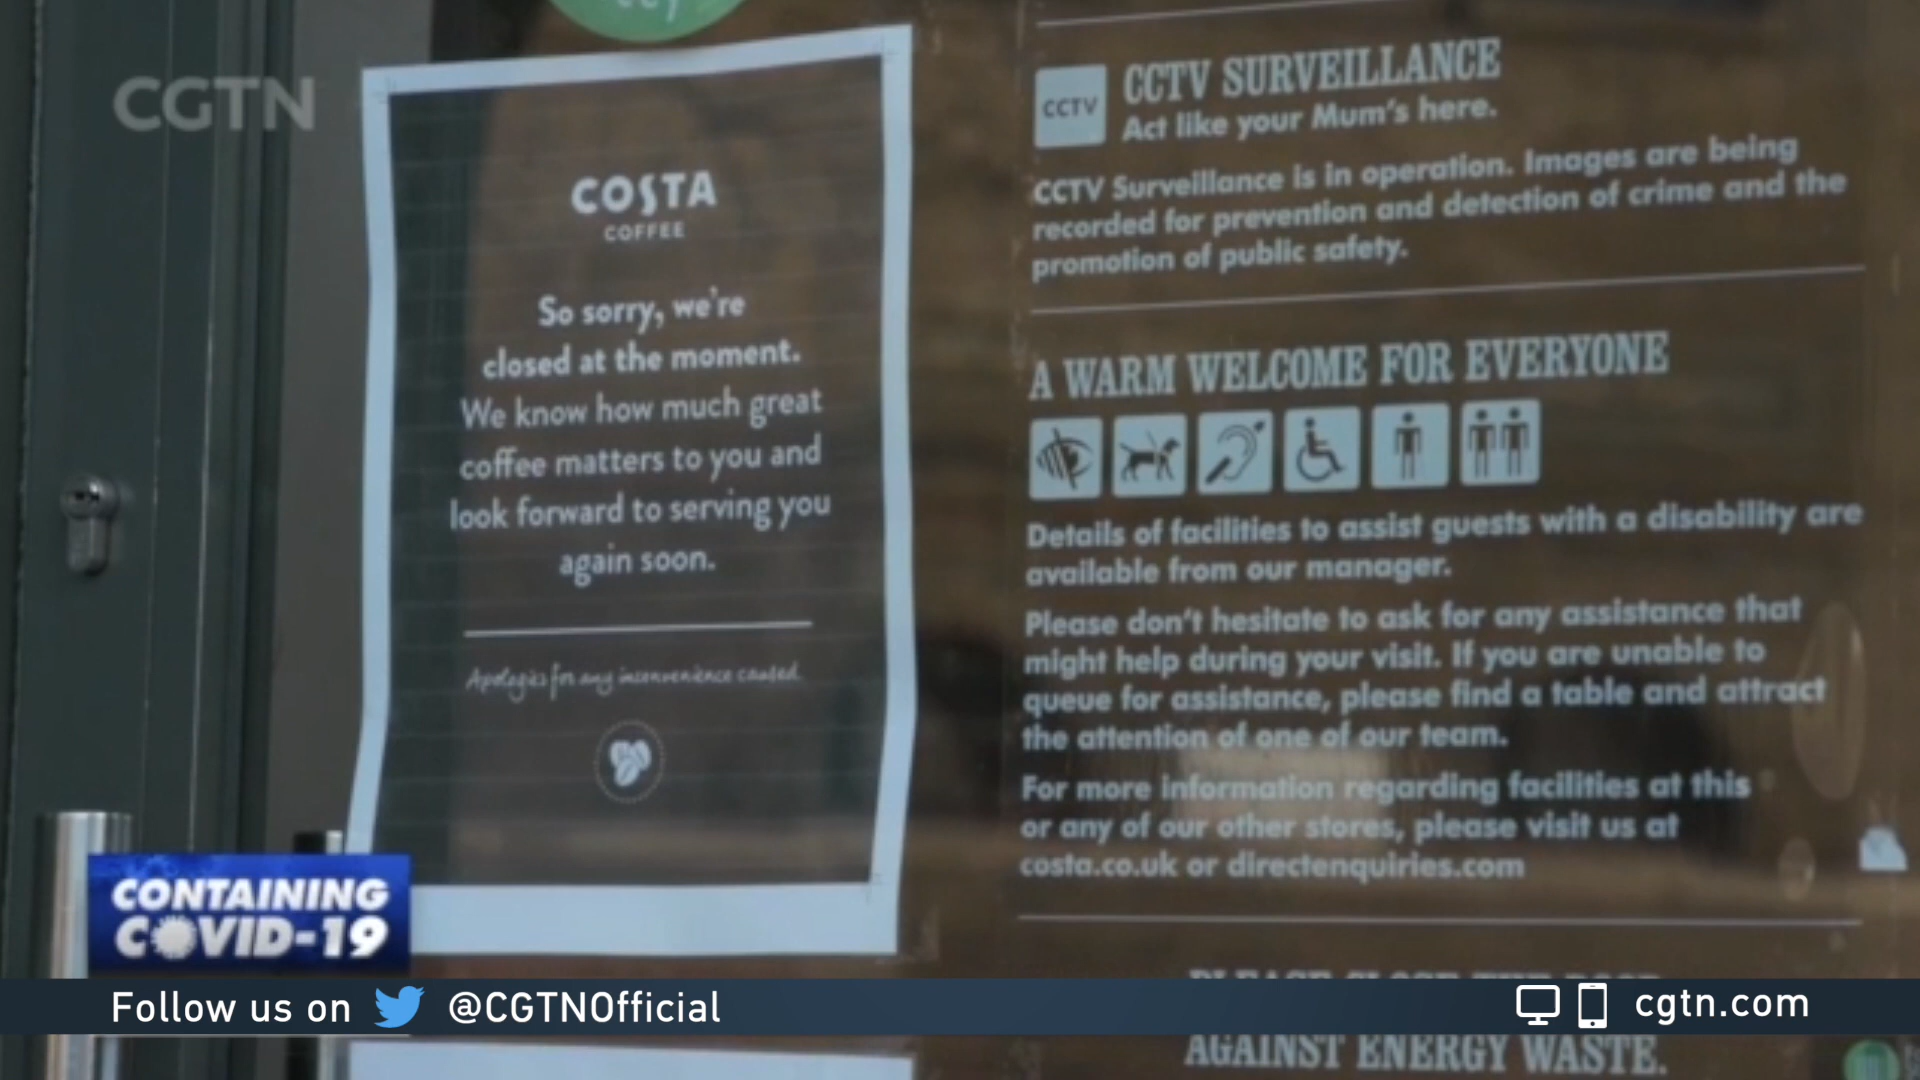 CGTN
COSTA
COFFEE
So sorry, we're
closed at the moment.
We know how much great
coffee matters to you and
look forward to serving you
again soon.
Apologies for any inconvenience caused.
CCTV
CCTV SURVEILLANCE
Act like your Mum's here.
CCTV Surveillance is in operation. Images are being
recorded for prevention and detection of crime and the
promotion of public safety.
A WARM WELCOME FOR EVERYONE
Details of facilities to assist guests with a disability are
available from our manager.
Please don't hesitate to ask for any assistance that
might help during your visit. If you are unable to
queue for assistance, please find a table and attract
the attention of one of our team.
For more information regarding facilities at this
or any of our other stores, please visit us at
costa.co.uk or directenquiries.com
PLEASE CLOSE THE DOOR
AGAINST ENERGY WASTE.
CONTAINING
COVID-19
Follow us on @CGTNOfficial
cgtn.com